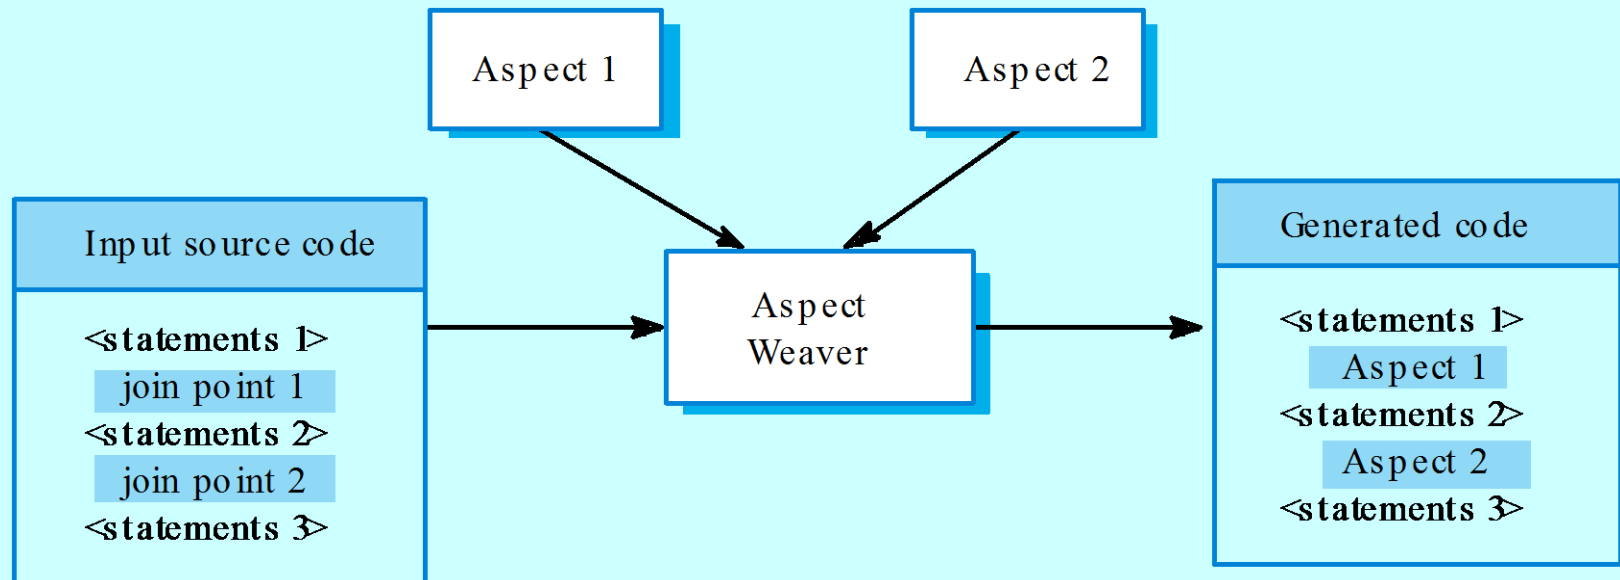 Aspect 1
Aspect 2
Input source code
<statements 1>
join point 1
<statements 2>
join point 2
<statements 3>
Aspect
Weaver
Generated code
<statements 1>
Aspect 1
<statements 2>
Aspect 2
<statements 3>